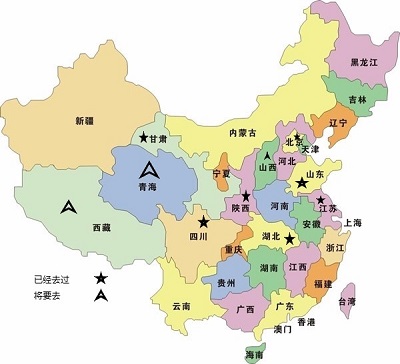 黑龙江
吉林
辽宁
新疆
甘肃
内蒙古
北京
天津
河北
山西
山东
宁夏
青海
陕西
河南
江苏
西藏
四川
湖北
安徽
上海
重庆
浙江
湖南
江西
贵州
福建
云南
广西
广东
台湾
香港
澳门
海南
已经去过
将要去